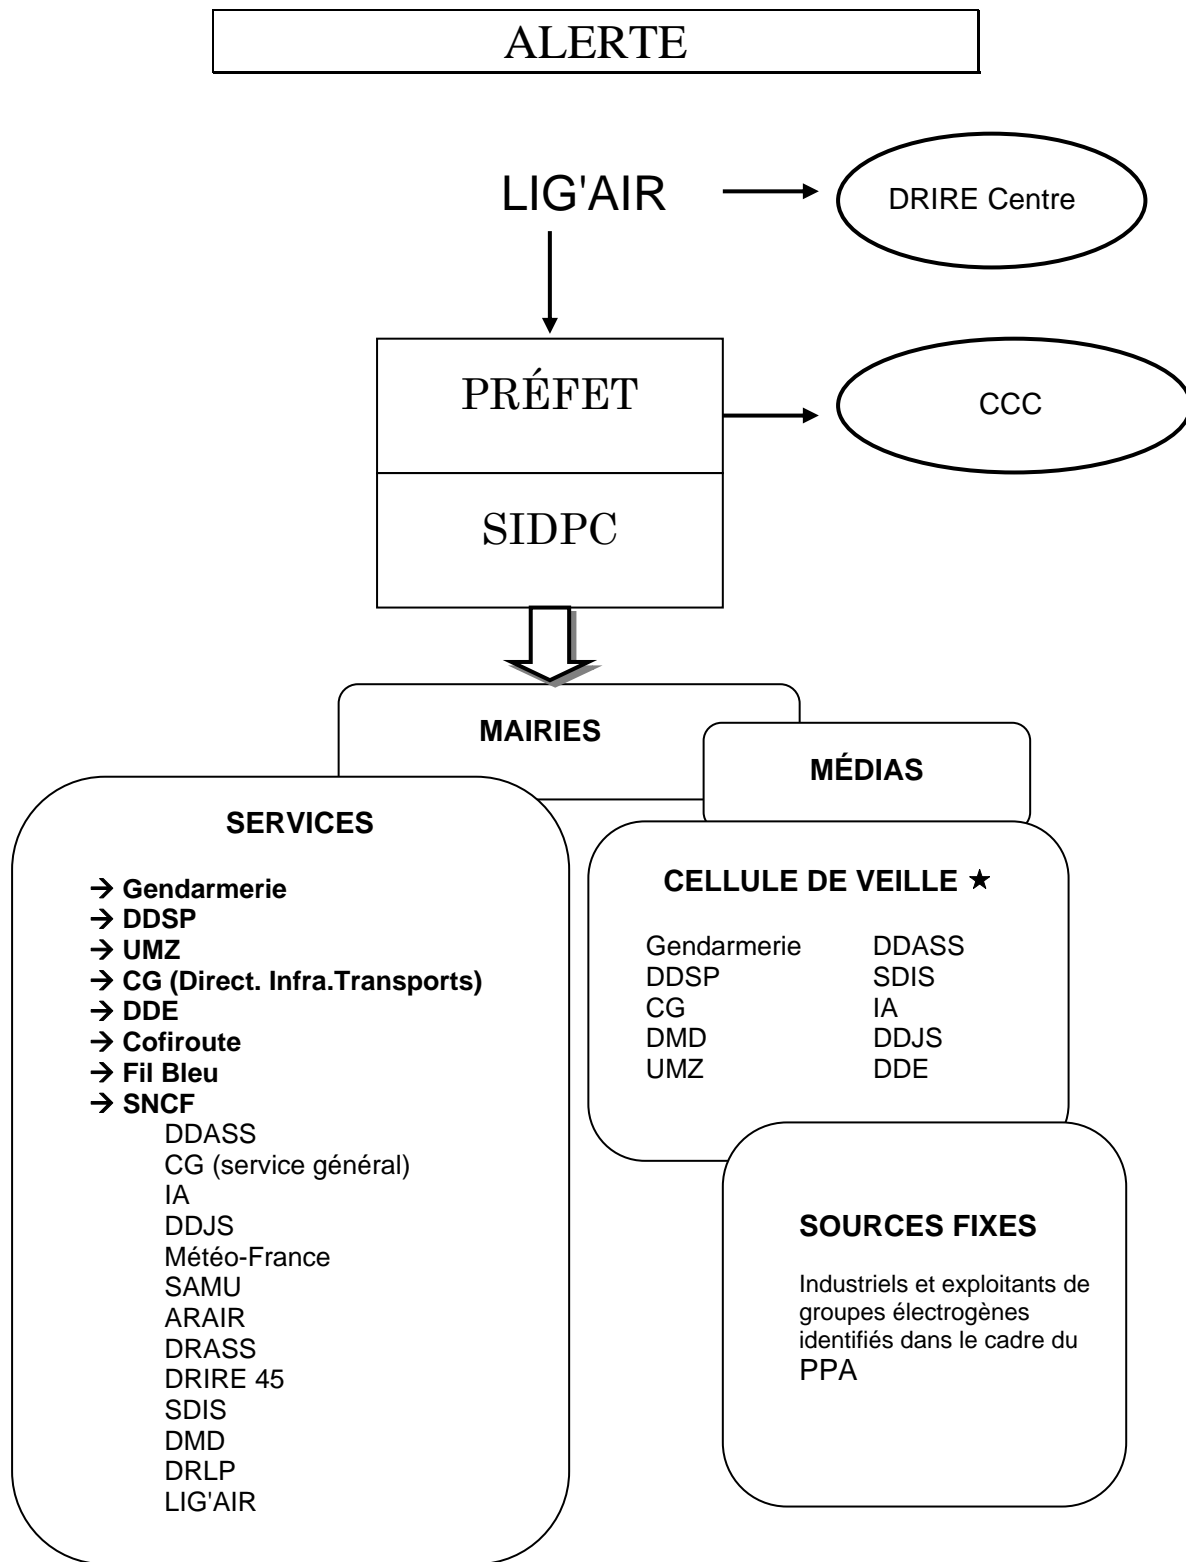 ALERTE
LIG'AIR
DRIRE Centre
PRÉFET
CCC
SIDPC
MAIRIES
MÉDIAS
SERVICES
→ Gendarmerie
→ DDSP
→ UMZ
→ CG (Direct. Infra.Transports)
→ DDE
→ Cofiroute
→ Fil Bleu
→ SNCF
DDASS
CG (service général)
IA
DDJS
Météo-France
SAMU
ARAIR
DRASS
DRIRE 45
SDIS
DMD
DRLP
LIG'AIR
CELLULE DE VEILLE ★
Gendarmerie DDASS
DDSP SDIS
CG IA
DMD DDJS
UMZ DDE
SOURCES FIXES
Industriels et exploitants de
groupes électrogènes
identifiés dans le cadre du
PPA